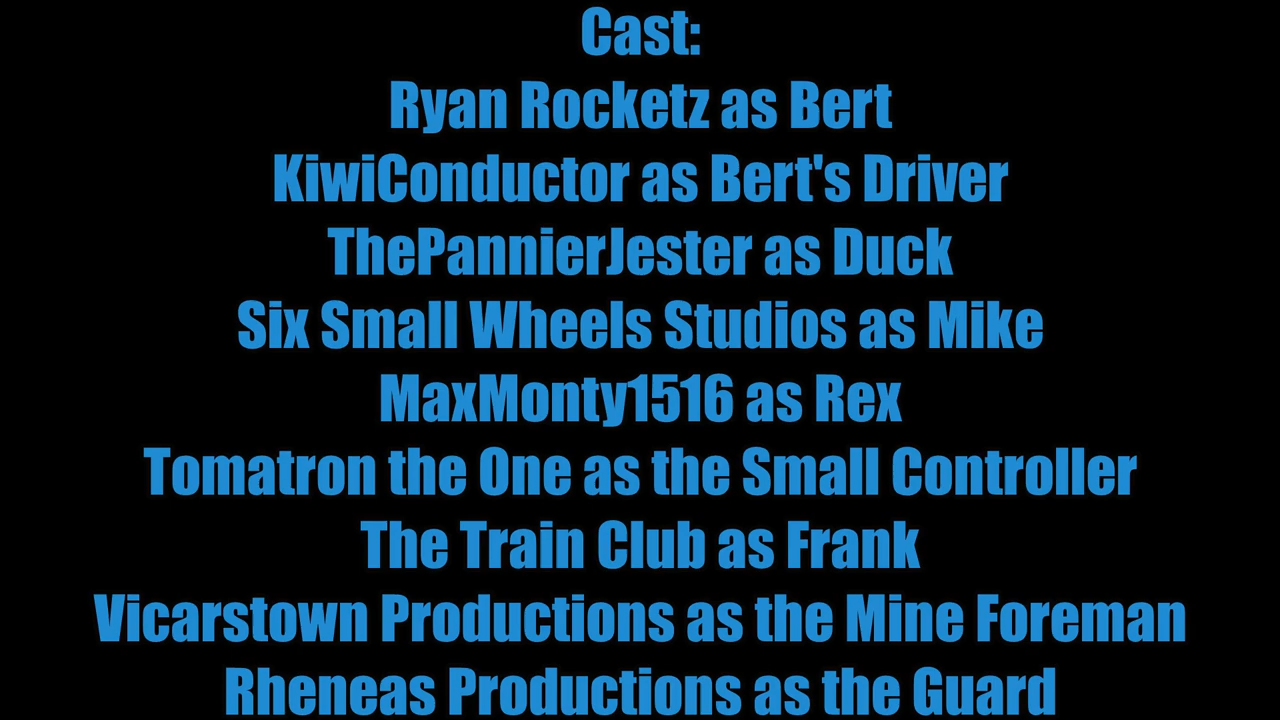 Cast:
Ryan Rocketz as Bert
KiwiConductor as Bert's Driver
ThePannierJester as Duck
Six Small Wheels Studios as Mike
MaxMonty1516 as Rex
Tomatron the One as the Small Controller
The Train Club as Frank
Vicarstown Productions as the Mine Foreman
Rheneas Productions as the Guard